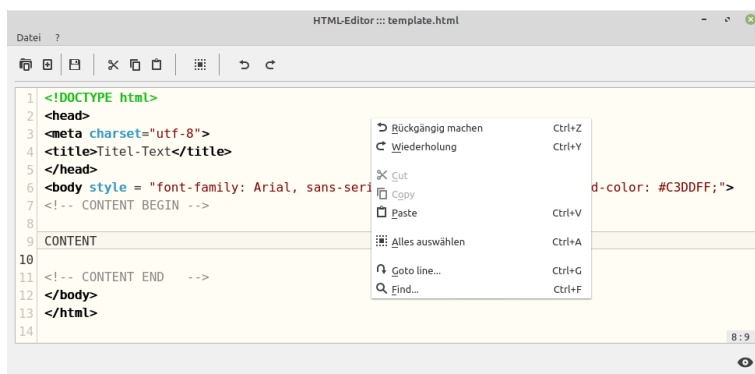 HTML-Editor ::: template.html
Datei ?
1 <!DOCTYPE html>
2 <head>
3 <meta charset="utf-8">
4 <title>Titel-Text</title>
5 </head>
6 <body style = "font-family: Arial, sans-seri d-color: #C3DDFF;">
7 <!-- CONTENT BEGIN -->
8
9 CONTENT
10
11 <!-- CONTENT END   -->
12 </body>
13 </html>
14
Rückgängig machen Ctrl+Z
Wiederholung Ctrl+Y
Cut
Copy
Paste Ctrl+V
Alles auswählen Ctrl+A
Goto line... Ctrl+G
Find... Ctrl+F
8:9